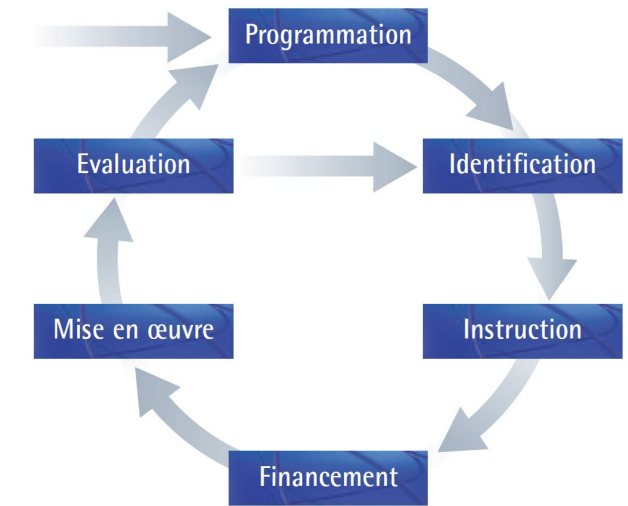 Programmation
Evaluation
Identification
Mise en œuvre
Instruction
Financement